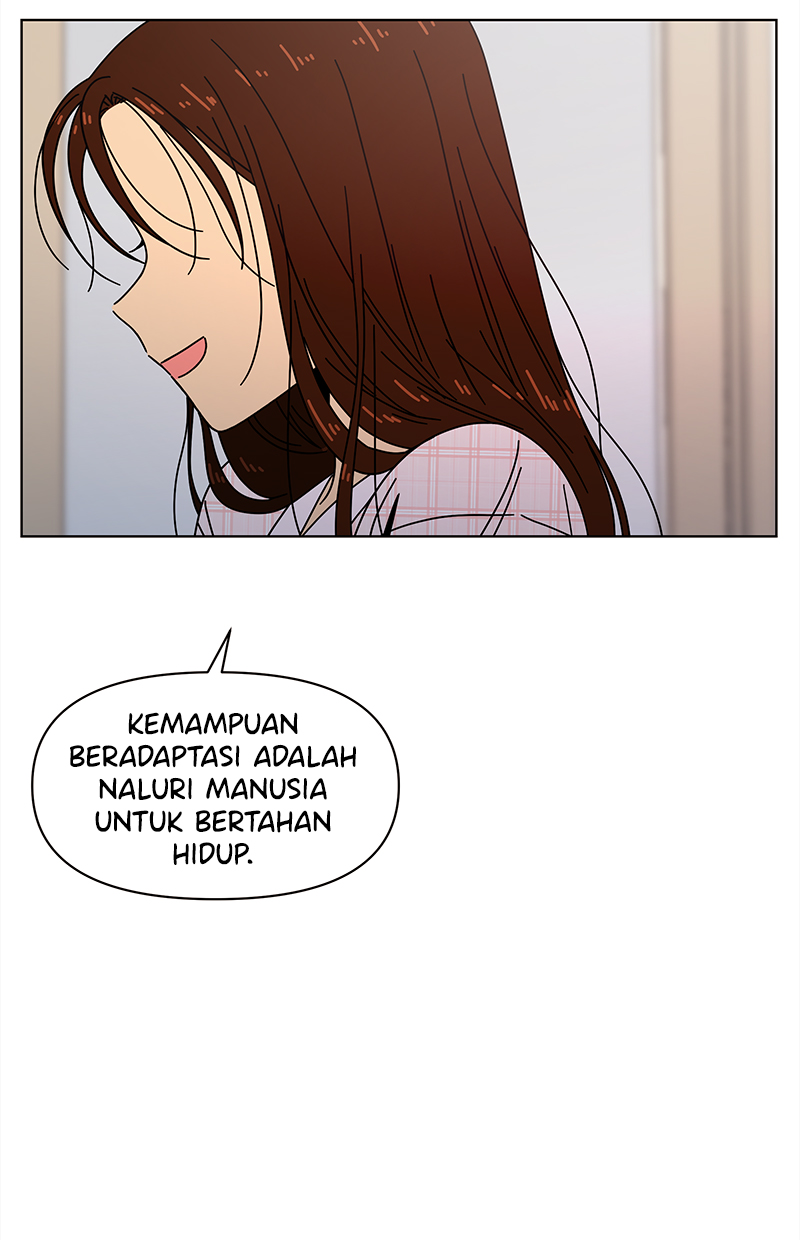 KEMAMPUAN
BERADAPTASI ADALAH
NALURI MANUSIA
UNTUK BERTAHAN
HIDUP.